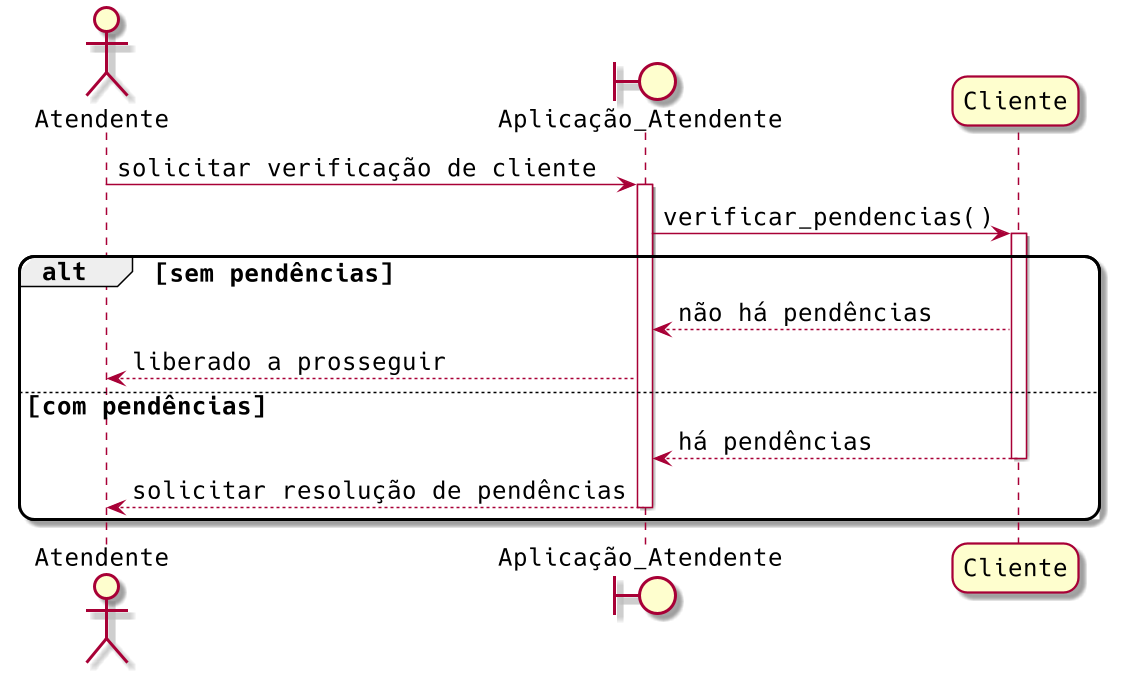 Atendente
Aplicação_Atendente
Cliente
solicitar verificação de cliente
verificar_pendencias()
alt [sem pendências]
não há pendências
liberado a prosseguir
[com pendências]
há pendências
solicitar resolução de pendências
Atendente
Aplicação_Atendente
Cliente